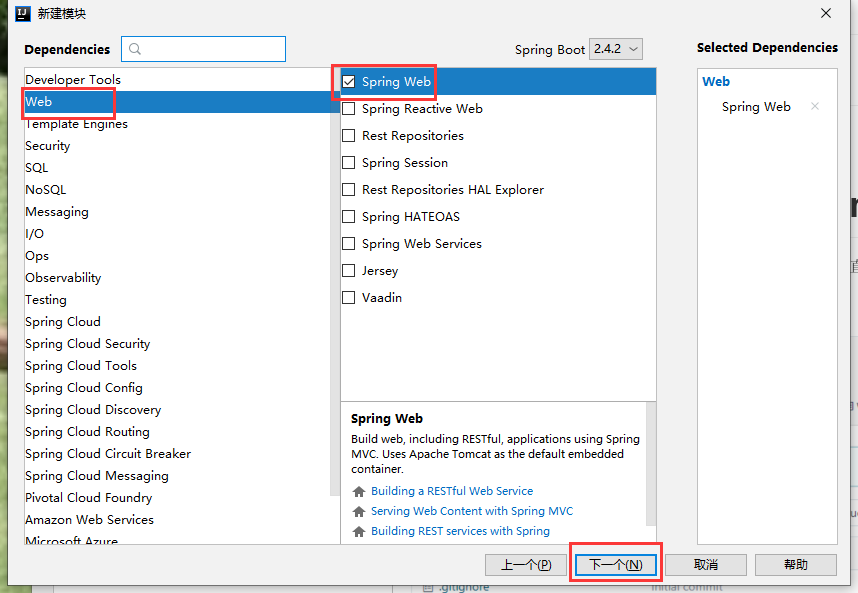 新建模块
Dependencies
Spring Boot 2.4.2
Selected Dependencies
Developer Tools
Web
Template Engines
Security
SQL
NoSQL
Messaging
I/O
Ops
Observability
Testing
Spring Cloud
Spring Cloud Security
Spring Cloud Tools
Spring Cloud Config
Spring Cloud Discovery
Spring Cloud Routing
Spring Cloud Circuit Breaker
Spring Cloud Messaging
Pivotal Cloud Foundry
Amazon Web Services
Microsoft Azure
Spring Web
Spring Reactive Web
Rest Repositories
Spring Session
Rest Repositories HAL Explorer
Spring HATEOAS
Spring Web Services
Jersey
Vaadin
Spring Web
Build web, including RESTful, applications using Spring
MVC. Uses Apache Tomcat as the default embedded
container.
Building a RESTful Web Service
Serving Web Content with Spring MVC
Building REST services with Spring
Web
Spring Web
上一个(P)
下一个(N)
取消
帮助
.gitignore
Initial commit